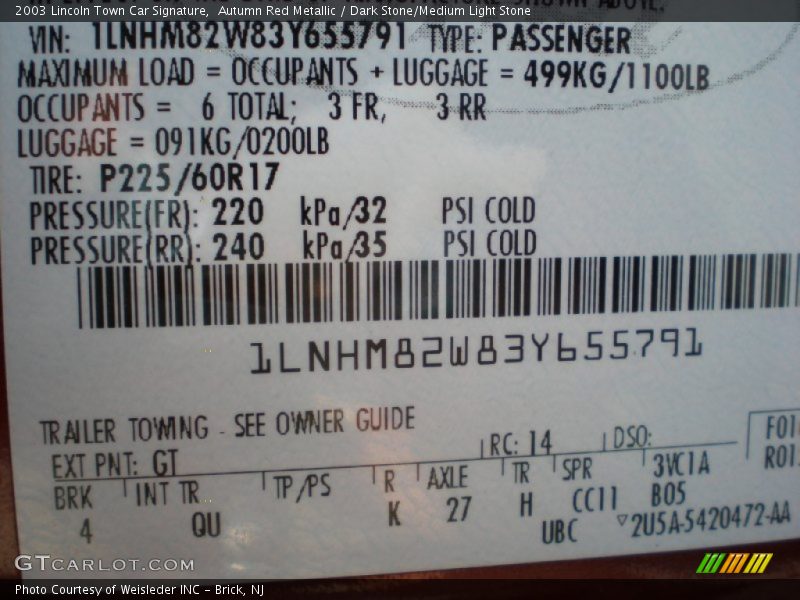 2003 Lincoln Town Car Signature, Autumn Red Metallic / Dark Stone/Medium Light Stone
VIN: 1LNHM82W83Y655791 TYPE: PASSENGER
MAXIMUM LOAD = OCCUPANTS + LUGGAGE = 499KG/1100LB
OCCUPANTS = 6 TOTAL; 3 FR, 3 RR
LUGGAGE = 091KG/0200LB
TIRE: P225/60R17
PRESSURE(FR): 220 kPa/32 PSI COLD
PRESSURE(RR): 240 kPa/35 PSI COLD
1LNHM82W83Y655791
TRAILER TOWING - SEE OWNER GUIDE
EXT PNT: GT RC: 14 DSO: F01
3VC1A R01
BRK INT TR TP/PS R AXLE TR SPR
4 QU K 27 H CC11 B05
UBC 2U5A-5420472-AA
GTCARLOT.COM
Photo Courtesy of Weisleder INC – Brick, NJ